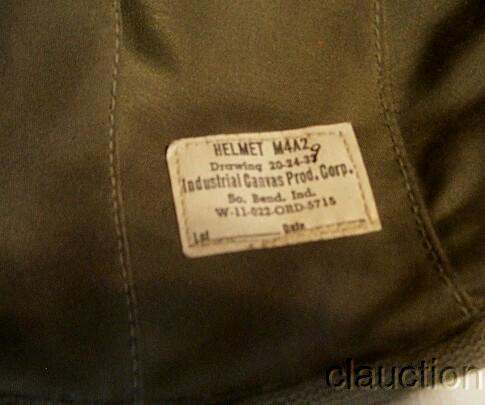 HELMET M4A2
Drawing 20-24-39
Industrial Canvas Prod. Corp.
So. Bend. Ind.
W-11-022-ORD-5715
Lot Date
clauction